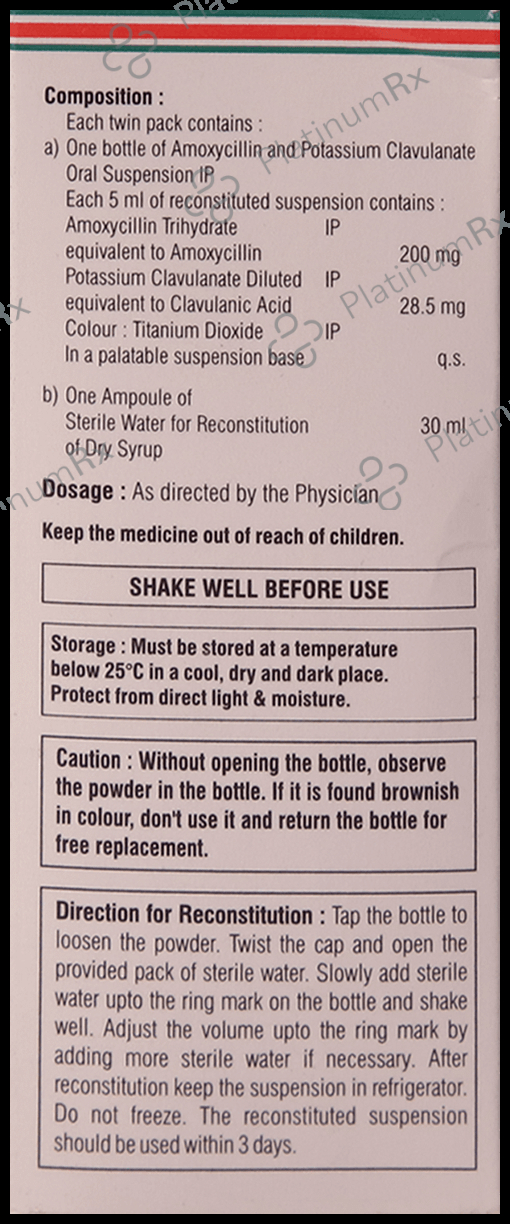 Composition :
Each twin pack contains :
a) One bottle of Amoxycillin and Potassium Clavulanate
Oral Suspension IP
Each 5 ml of reconstituted suspension contains :
Amoxycillin Trihydrate IP
equivalent to Amoxycillin 200 mg
Potassium Clavulanate Diluted IP
equivalent to Clavulanic Acid 28.5 mg
Colour : Titanium Dioxide IP
In a palatable suspension base q.s.
b) One Ampoule of
Sterile Water for Reconstitution 30 ml
of Dry Syrup
Dosage : As directed by the Physician
Keep the medicine out of reach of children.
SHAKE WELL BEFORE USE
Storage : Must be stored at a temperature
below 25°C in a cool, dry and dark place.
Protect from direct light & moisture.
Caution : Without opening the bottle, observe
the powder in the bottle. If it is found brownish
in colour, don't use it and return the bottle for
free replacement.
Direction for Reconstitution : Tap the bottle to
loosen the powder. Twist the cap and open the
provided pack of sterile water. Slowly add sterile
water upto the ring mark on the bottle and shake
well. Adjust the volume upto the ring mark by
adding more sterile water if necessary. After
reconstitution keep the suspension in refrigerator.
Do not freeze. The reconstituted suspension
should be used within 3 days.
PlatinumRx
PlatinumRx